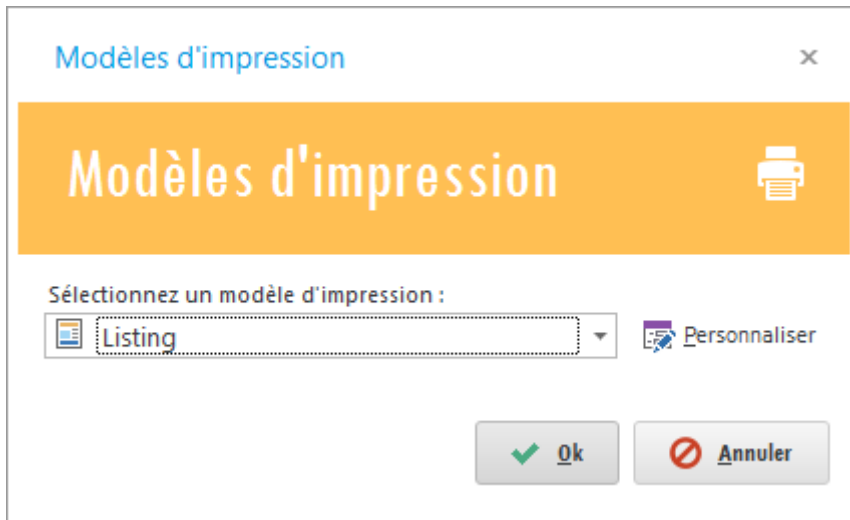 Modèles d'impression
Modèles d'impression
Sélectionnez un modèle d'impression :
Listing
Personnaliser
Ok
Annuler